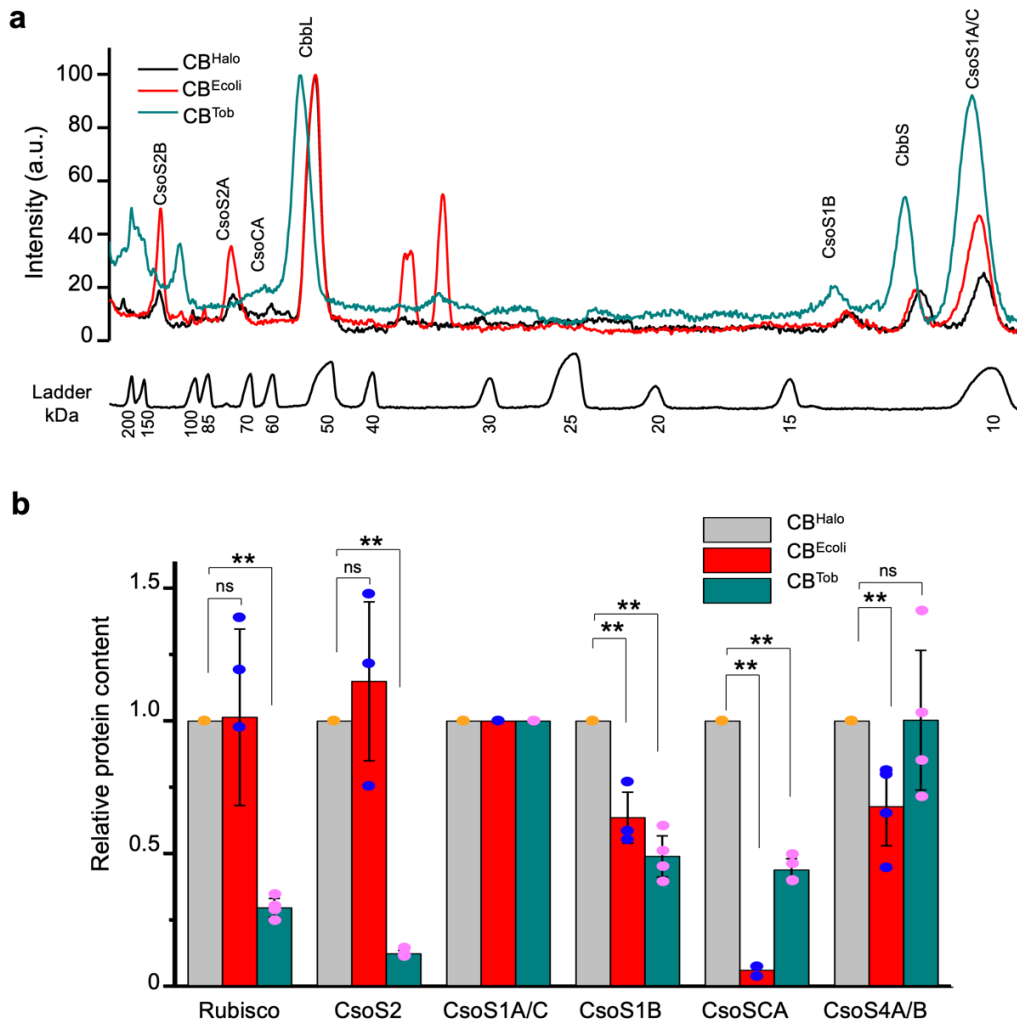 a
CB^Halo
CB^Ecoli
CB^Tob
CsoS2B
CsoS2A
CsoCA
CbbL
CsoS1B
CbbS
CsoS1A/C
Intensity (a.u.)
100
80
60
40
20
0
Ladder
kDa
200
150
100
85
70
60
50
40
30
25
20
15
10
b
CB^Halo
CB^Ecoli
CB^Tob
Relative protein content
1.5
1.0
0.5
0
ns
**
ns
**
**
**
**
**
**
ns
Rubisco
CsoS2
CsoS1A/C
CsoS1B
CsoSCA
CsoS4A/B